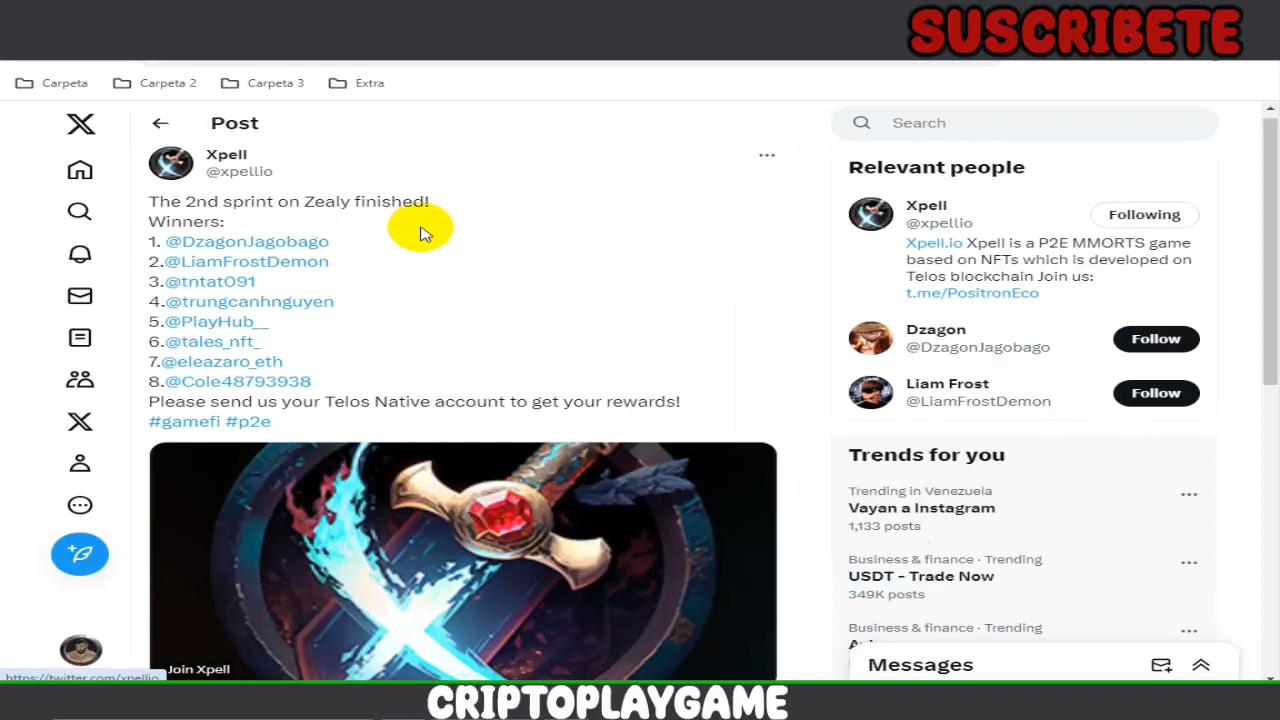 SUSCRIBETE
Carpeta
Carpeta 2
Carpeta 3
Extra
Post
Search
Xpell
@xpellio
The 2nd sprint on Zealy finished!
Winners:
1. @DzagonJagobago
2.@LiamFrostDemon
3.@tntat091
4.@trungcanhnguyen
5.@PlayHub__
6.@tales_nft_
7.@eleazaro_eth
8.@Cole48793938
Please send us your Telos Native account to get your rewards!
#gamefi #p2e
Join Xpell
https://twitter.com/xpellio
Relevant people
Xpell
@xpellio
Following
Xpell.io Xpell is a P2E MMORTS game
based on NFTs which is developed on
Telos blockchain Join us:
t.me/PositronEco
Dzagon
@DzagonJagobago
Follow
Liam Frost
@LiamFrostDemon
Follow
Trends for you
Trending in Venezuela
Vayan a Instagram
1,133 posts
Business & finance · Trending
USDT - Trade Now
349K posts
Business & finance · Trending
Messages
CRIPTOPLAYGAME